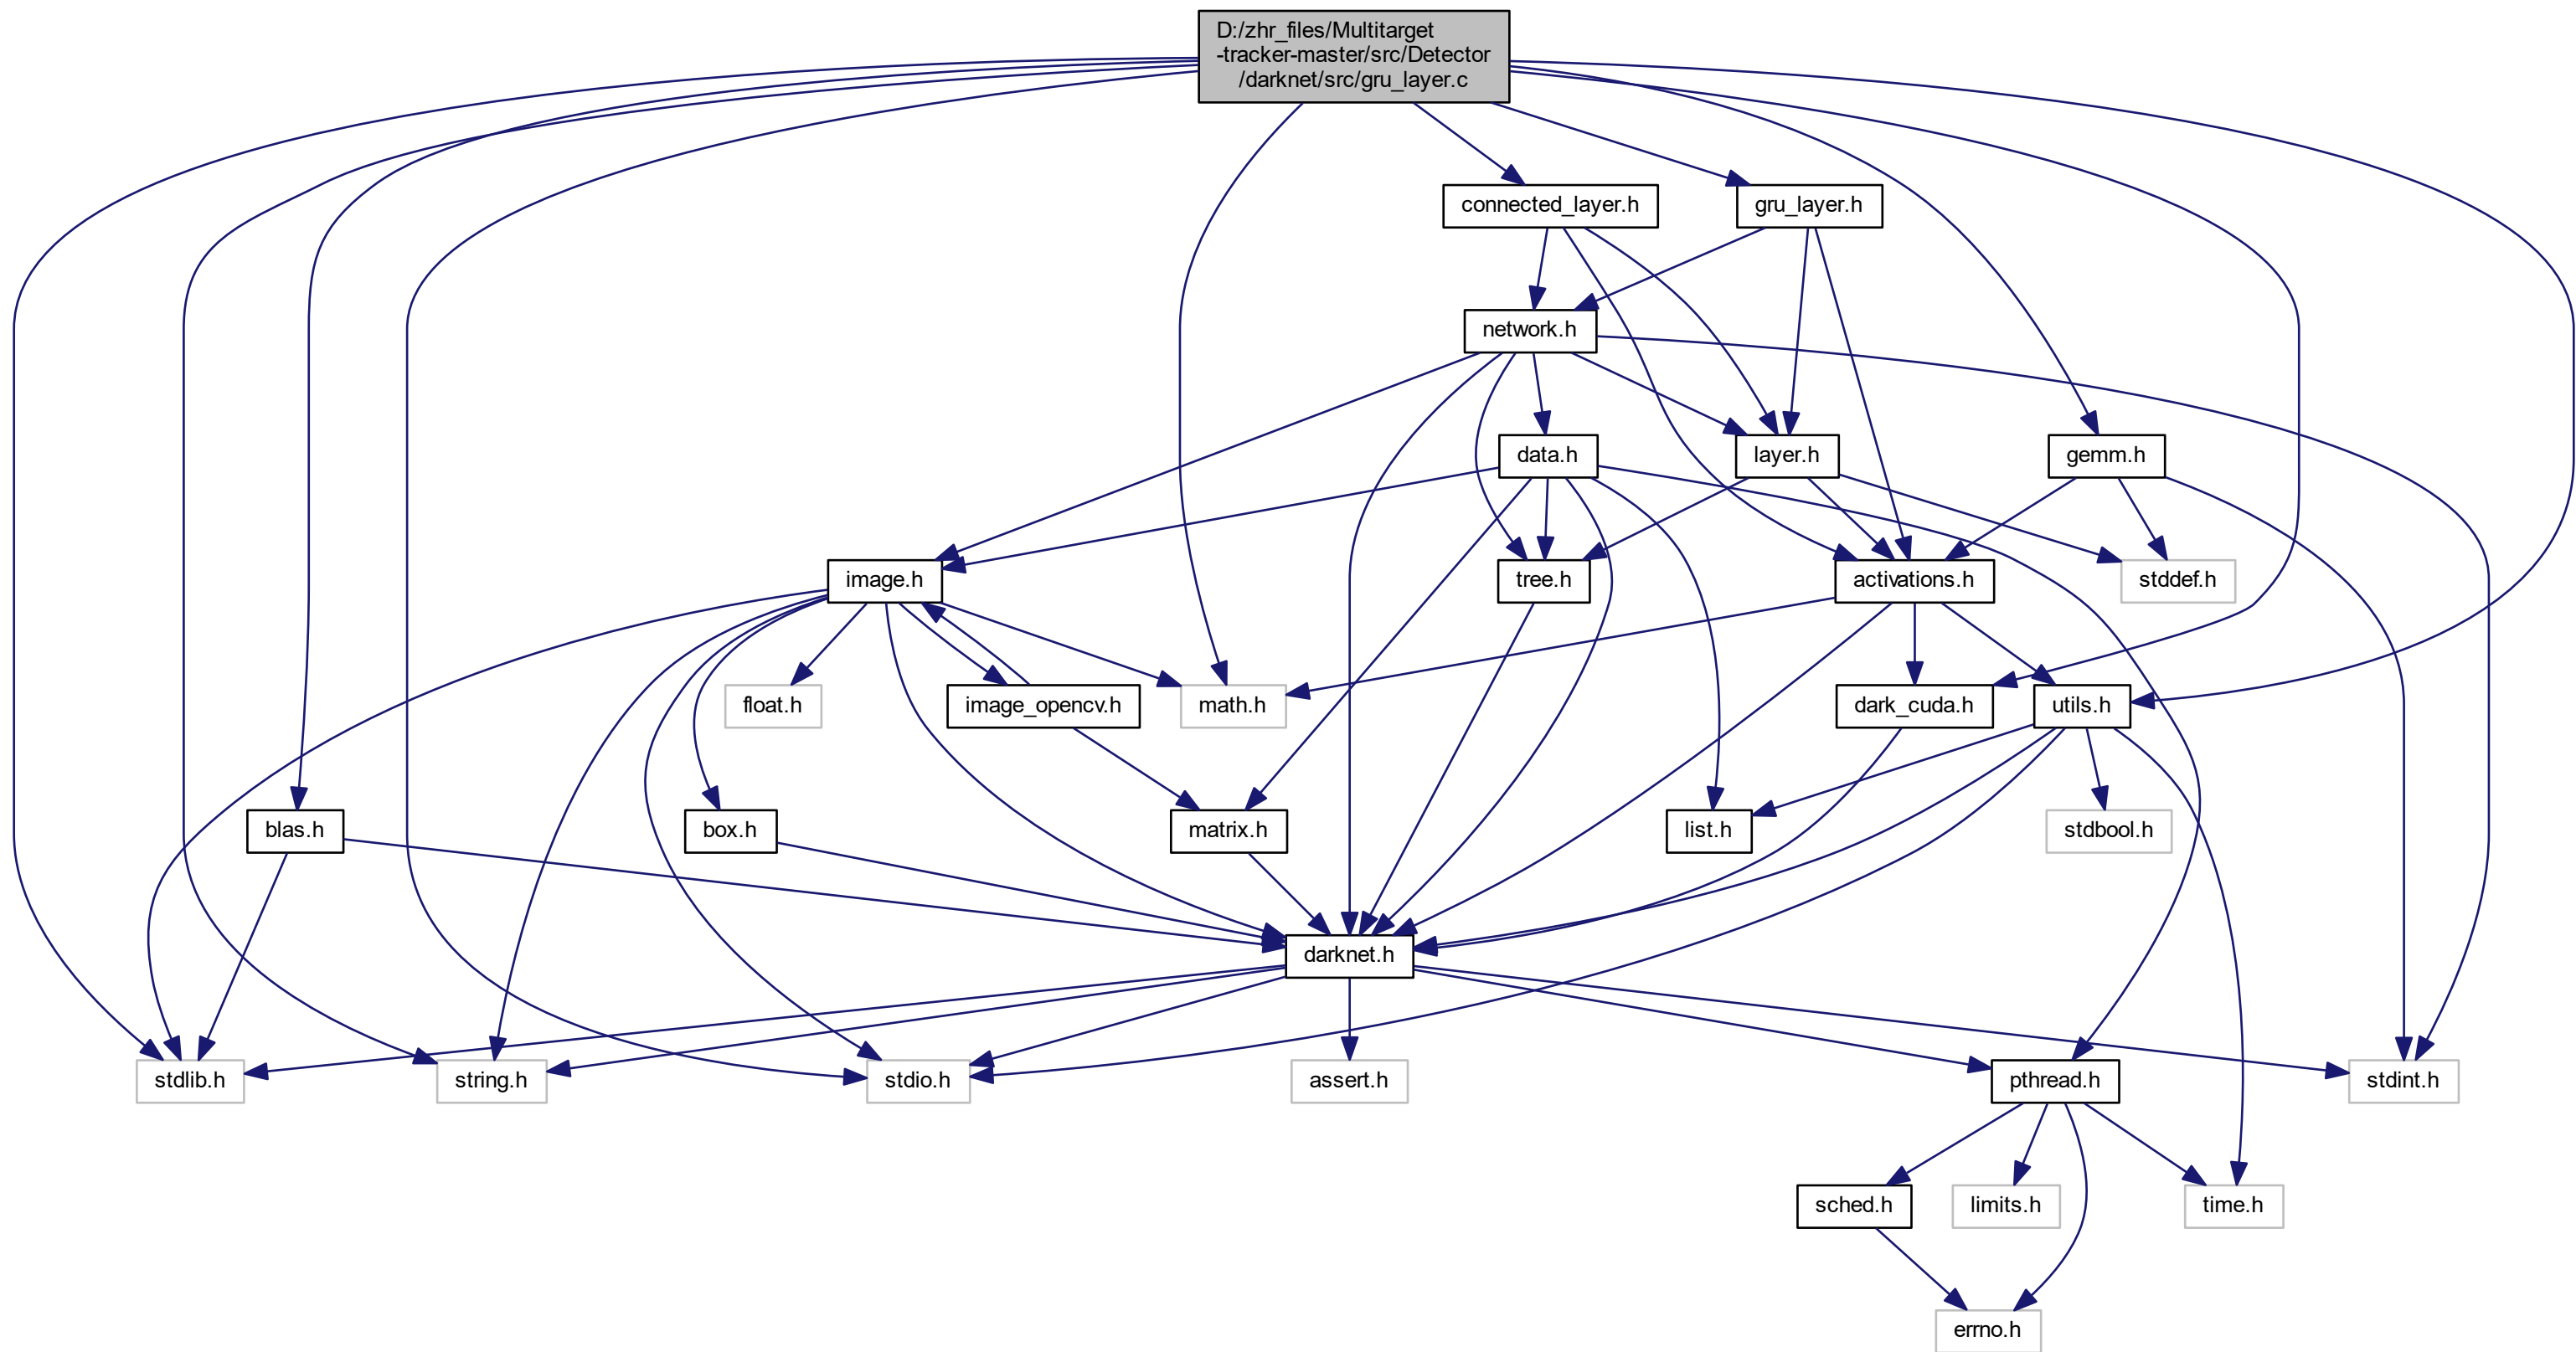 D:/zhr_files/Multitarget
-tracker-master/src/Detector
/darknet/src/gru_layer.c
connected_layer.h
gru_layer.h
network.h
data.h
layer.h
gemm.h
image.h
tree.h
activations.h
stddef.h
float.h
image_opencv.h
math.h
dark_cuda.h
utils.h
blas.h
box.h
matrix.h
list.h
stdbool.h
darknet.h
stdlib.h
string.h
stdio.h
assert.h
pthread.h
stdint.h
sched.h
limits.h
time.h
errno.h